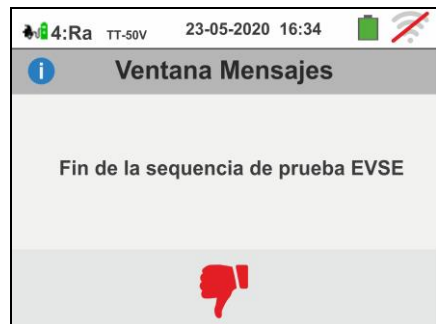 4:Ra TT-50V 23-05-2020 16:34
i Ventana Mensajes
Fin de la sequencia de prueba EVSE